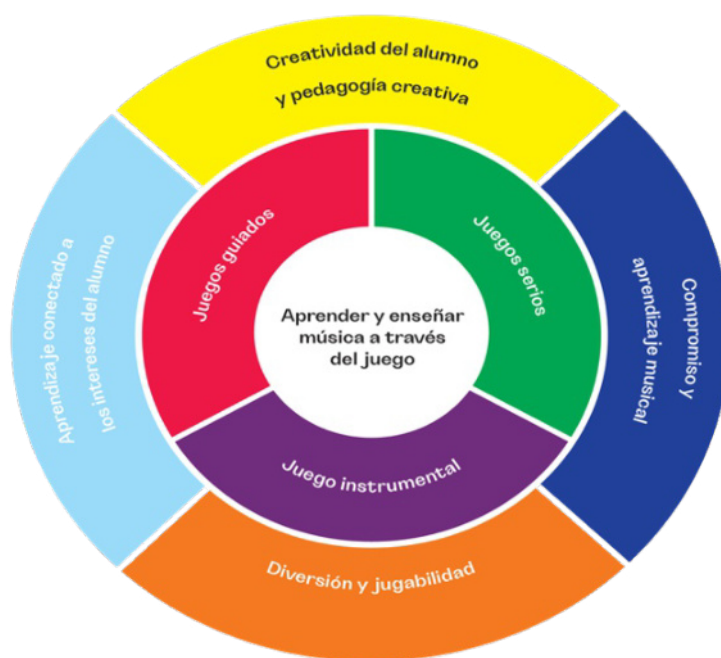 Creatividad del alumno
y pedagogía creativa
Juegos guiados
Juegos serios
Aprendizaje conectado a
los intereses del alumno
Aprender y enseñar
música a través
del juego
Compromiso y
aprendizaje musical
Juego instrumental
Diversión y jugabilidad